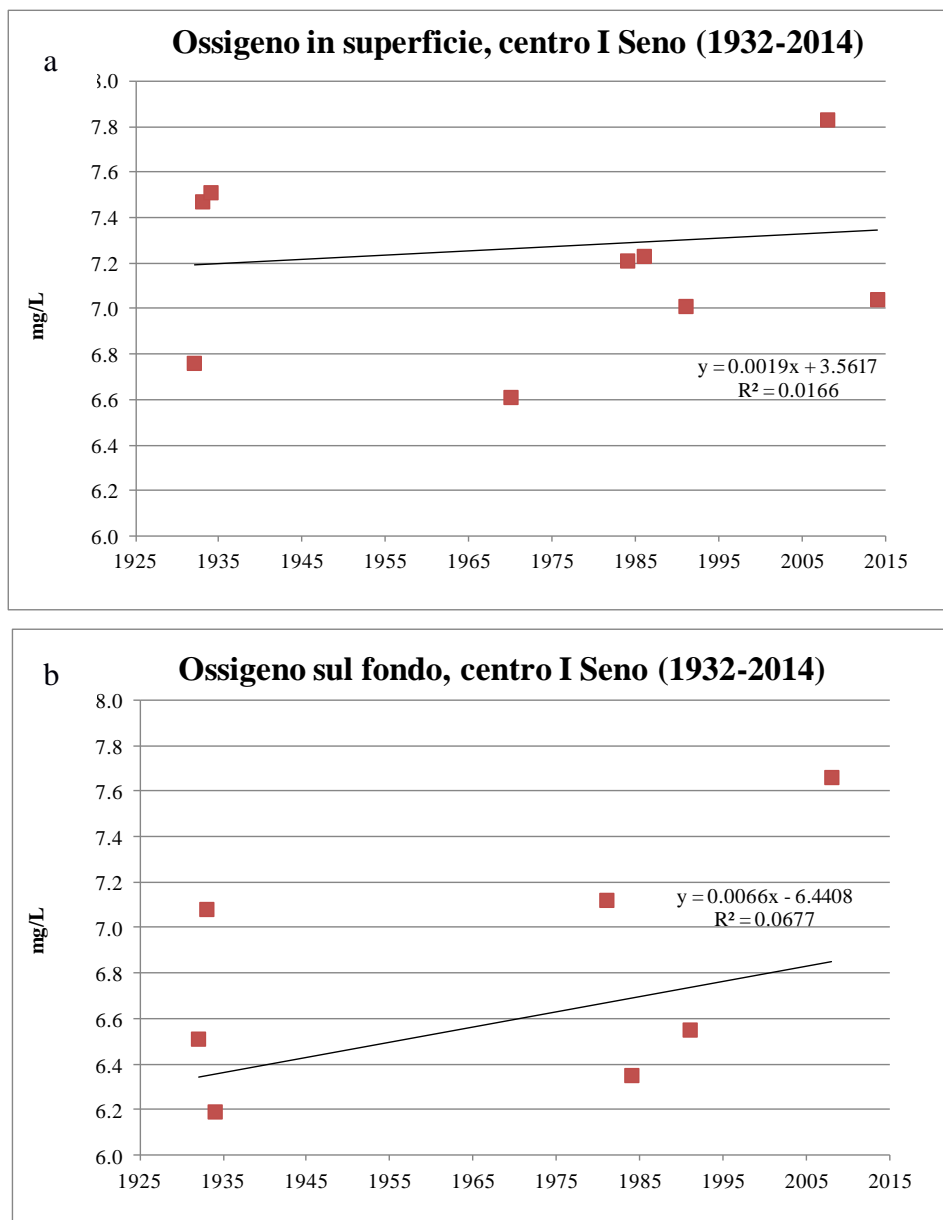 a
Ossigeno in superficie, centro I Seno (1932-2014)
8.0
7.8
7.6
7.4
7.2
7.0
6.8
6.6
6.4
6.2
6.0
mg/L
y = 0.0019x + 3.5617
R² = 0.0166
1925 1935 1945 1955 1965 1975 1985 1995 2005 2015
b
Ossigeno sul fondo, centro I Seno (1932-2014)
8.0
7.8
7.6
7.4
7.2
7.0
6.8
6.6
6.4
6.2
6.0
mg/L
y = 0.0066x - 6.4408
R² = 0.0677
1925 1935 1945 1955 1965 1975 1985 1995 2005 2015